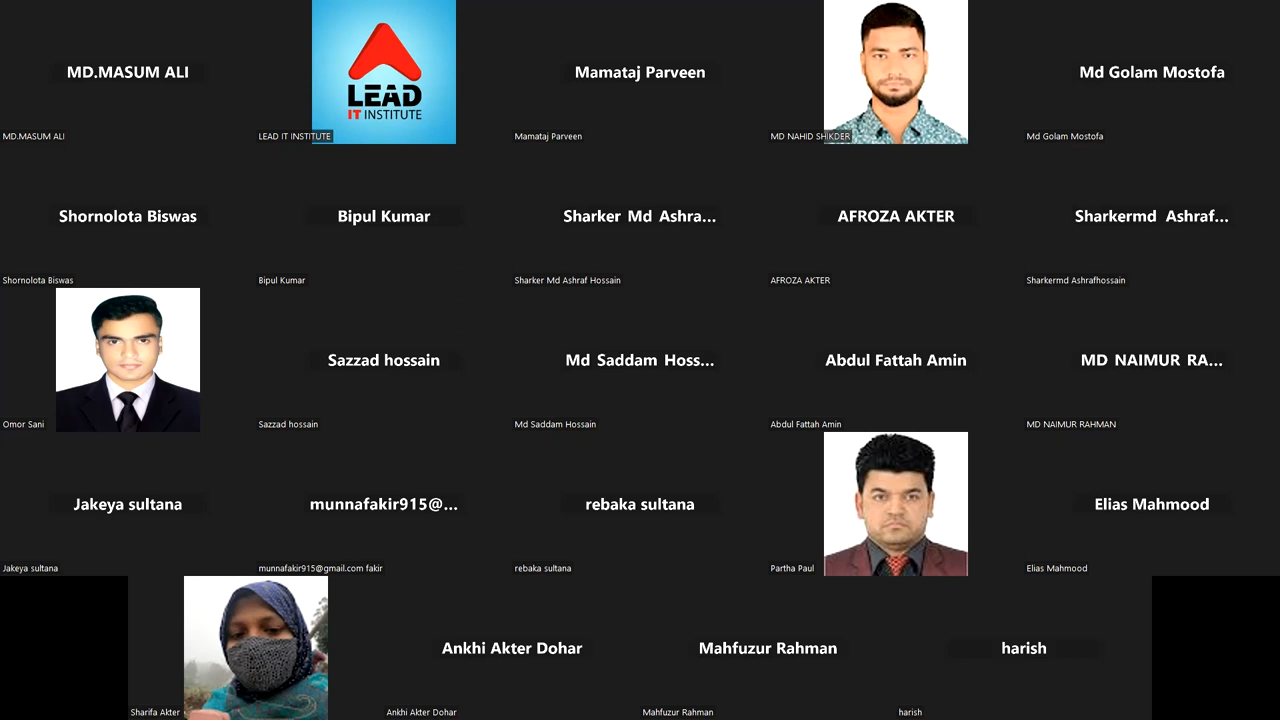 MD.MASUM ALI
MD.MASUM ALI
LEAD
IT INSTITUTE
LEAD IT INSTITUTE
Mamataj Parveen
Mamataj Parveen
MD NAHID SHIKDER
Md Golam Mostofa
Md Golam Mostofa
Shornolota Biswas
Shornolota Biswas
Bipul Kumar
Bipul Kumar
Sharker Md Ashra...
Sharker Md Ashraf Hossain
AFROZA AKTER
AFROZA AKTER
Sharkermd Ashraf...
Sharkermd Ashrafhossain
Omor Sani
Sazzad hossain
Sazzad hossain
Md Saddam Hoss...
Md Saddam Hossain
Abdul Fattah Amin
Abdul Fattah Amin
MD NAIMUR RA...
MD NAIMUR RAHMAN
Jakeya sultana
Jakeya sultana
munnafakir915@...
munnafakir915@gmail.com fakir
rebaka sultana
rebaka sultana
Partha Paul
Elias Mahmood
Elias Mahmood
Sharifa Akter
Ankhi Akter Dohar
Ankhi Akter Dohar
Mahfuzur Rahman
Mahfuzur Rahman
harish
harish